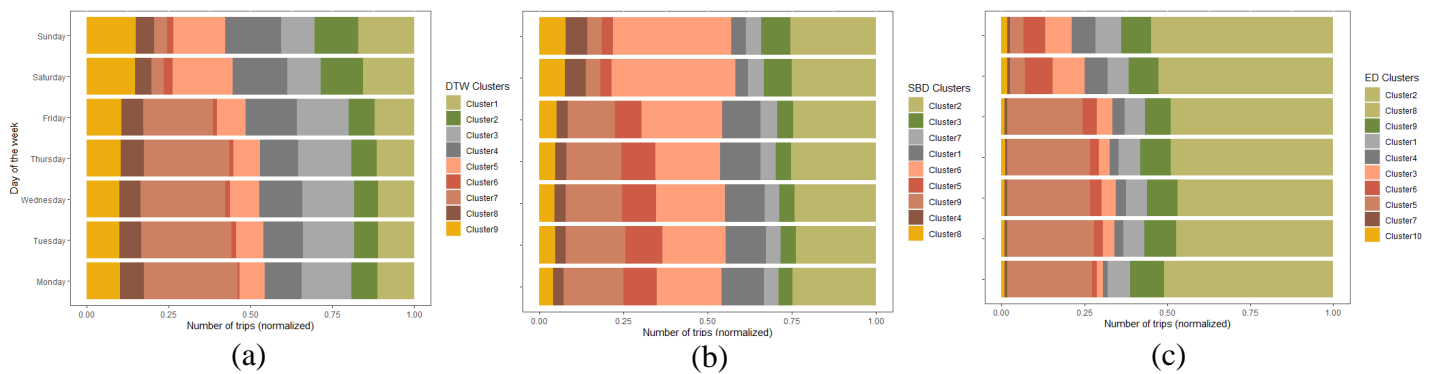 Day of the week
Sunday
Saturday
Friday
Thursday
Wednesday
Tuesday
Monday
0.00 0.25 0.50 0.75 1.00
Number of trips (normalized)
(a)
DTW Clusters
Cluster1
Cluster2
Cluster3
Cluster4
Cluster5
Cluster6
Cluster7
Cluster8
Cluster9
0.00 0.25 0.50 0.75 1.00
Number of trips (normalized)
(b)
SBD Clusters
Cluster2
Cluster3
Cluster7
Cluster1
Cluster6
Cluster5
Cluster9
Cluster4
Cluster8
0.00 0.25 0.50 0.75 1.00
Number of trips (normalized)
(c)
ED Clusters
Cluster2
Cluster8
Cluster9
Cluster1
Cluster4
Cluster3
Cluster6
Cluster5
Cluster7
Cluster10